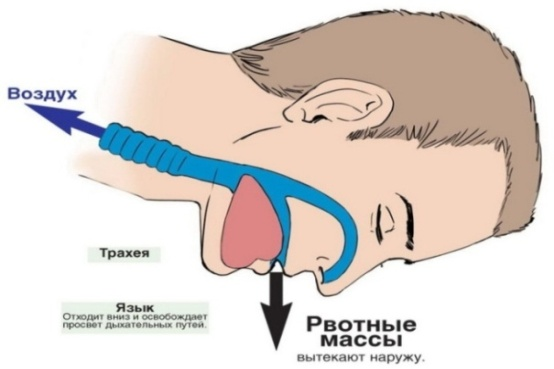 Воздух
Трахея
Язык
Отходит вниз и освобождает
просвет дыхательных путей.
Рвотные
массы
вытекают наружу.